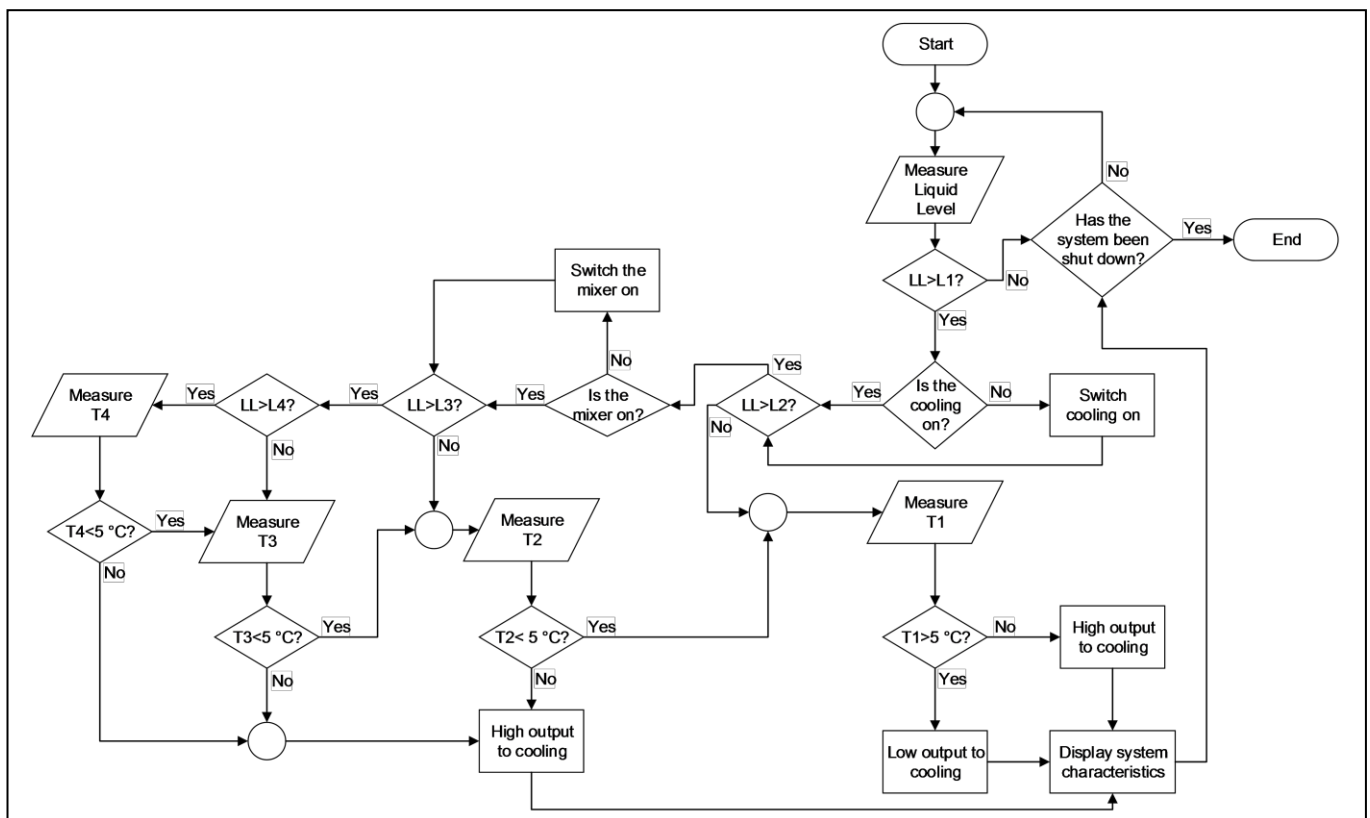 Start
Measure
Liquid
Level
No
Has the
system been
shut down?
Yes
End
LL>L1?
No
Yes
Switch the
mixer on
No
Measure
T4
Yes
LL>L4?
Yes
LL>L3?
Yes
Is the
mixer on?
Yes
LL>L2?
Yes
Is the
cooling
on?
No
Switch
cooling on
No
No
No
T4<5 °C?
Yes
Measure
T3
Measure
T2
Measure
T1
No
T3<5 °C?
Yes
T2< 5 °C?
Yes
T1>5 °C?
No
High output
to cooling
No
No
Yes
High output
to cooling
Low output to
cooling
Display system
characteristics